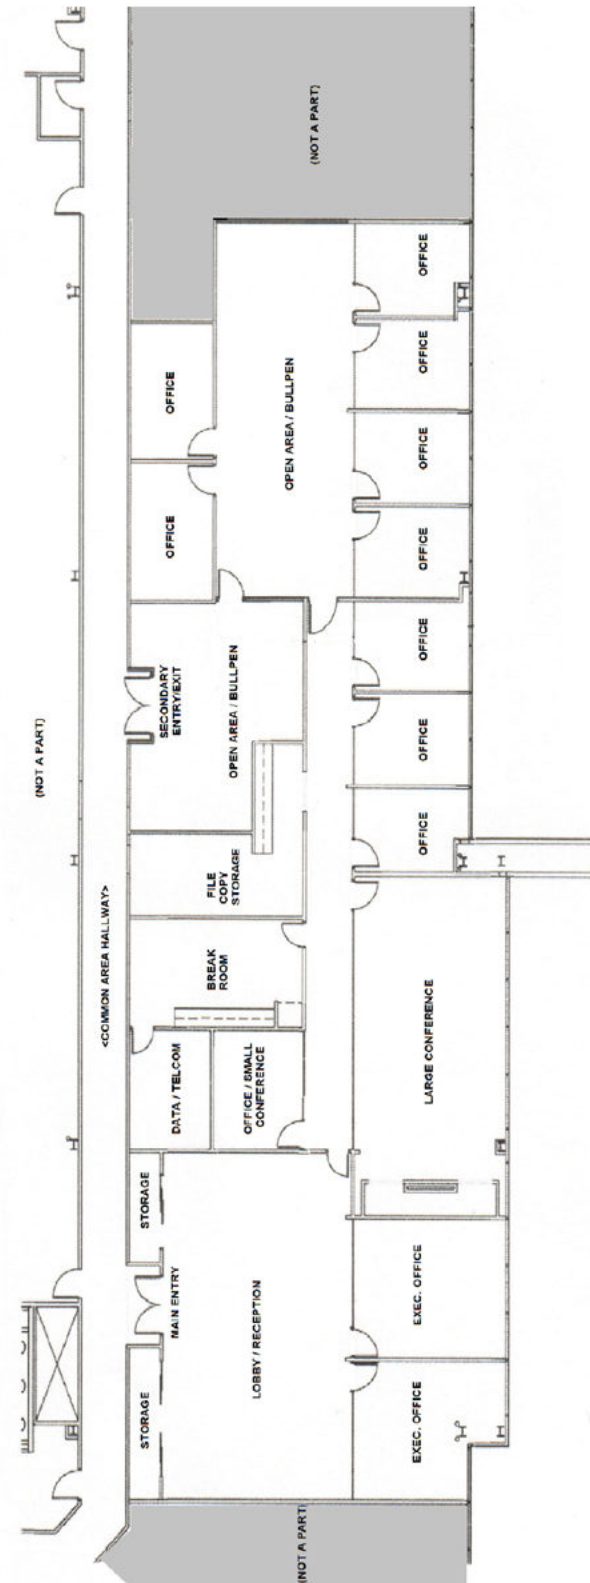 (NOT A PART)
OFFICE
OFFICE
OFFICE
OPEN AREA / BULLPEN
OFFICE
OFFICE
OFFICE
OFFICE
SECONDARY
ENTRY/EXIT
(NOT A PART)
OPEN AREA / BULLPEN
OFFICE
OFFICE
FILE
COPY
STORAGE
OFFICE
<COMMON AREA HALLWAY>
BREAK
ROOM
LARGE CONFERENCE
DATA / TELCOM
OFFICE / SMALL
CONFERENCE
STORAGE
MAIN ENTRY
LOBBY / RECEPTION
EXEC. OFFICE
STORAGE
EXEC. OFFICE
(NOT A PART)